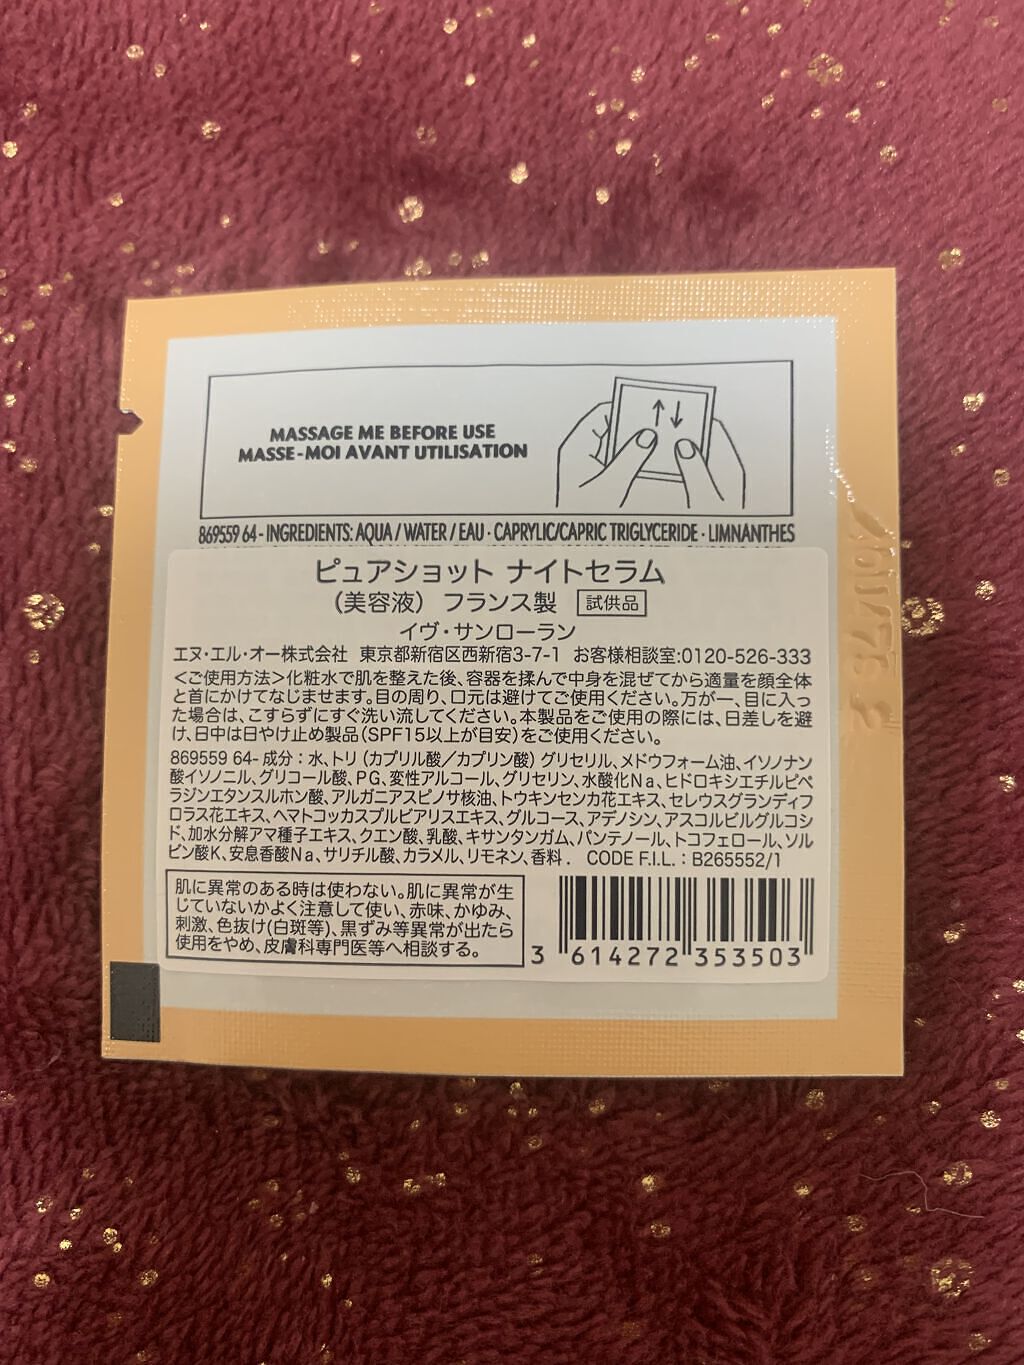 MASSAGE ME BEFORE USE
MASSE-MOI AVANT UTILISATION
869559 64 - INGREDIENTS: AQUA / WATER / EAU · CAPRYLIC/CAPRIC TRIGLYCERIDE · LIMNANTHES
ピュアショット ナイトセラム
（美容液） フランス製 試供品
イヴ・サンローラン
エヌ・エル・オー株式会社 東京都新宿区西新宿3-7-1 お客様相談室:0120-526-333
＜ご使用方法＞化粧水で肌を整えた後、容器を揉んで中身を混ぜてから適量を顔全体
と首にかけてなじませます。目の周り、口元は避けてご使用ください。万が一、目に入っ
た場合は、こすらずにすぐ洗い流してください。本製品をご使用の際には、日差しを避
け、日中は日やけ止め製品（SPF15以上が目安）をご使用ください。
869559 64- 成分：水、トリ（カプリル酸／カプリン酸）グリセリル、メドウフォーム油、イソノナン
酸イソノニル、グリコール酸、PG、変性アルコール、グリセリン、水酸化Na、ヒドロキシエチルピペ
ラジンエタンスルホン酸、アルガニアスピノサ核油、トウキンセンカ花エキス、セレウスグランディフ
ロラス花エキス、ヘマトコッカスプルビアリスエキス、グルコース、アデノシン、アスコルビルグルコシ
ド、加水分解アマ種子エキス、クエン酸、乳酸、キサンタンガム、パンテノール、トコフェロール、ソル
ビン酸K、安息香酸Na、サリチル酸、カラメル、リモネン、香料． CODE F.I.L. : B265552/1
肌に異常のある時は使わない。肌に異常が生
じていないかよく注意して使い、赤味、かゆみ、
刺激、色抜け(白斑等)、黒ずみ等異常が出たら
使用をやめ、皮膚科専門医等へ相談する。
3 614272 353503